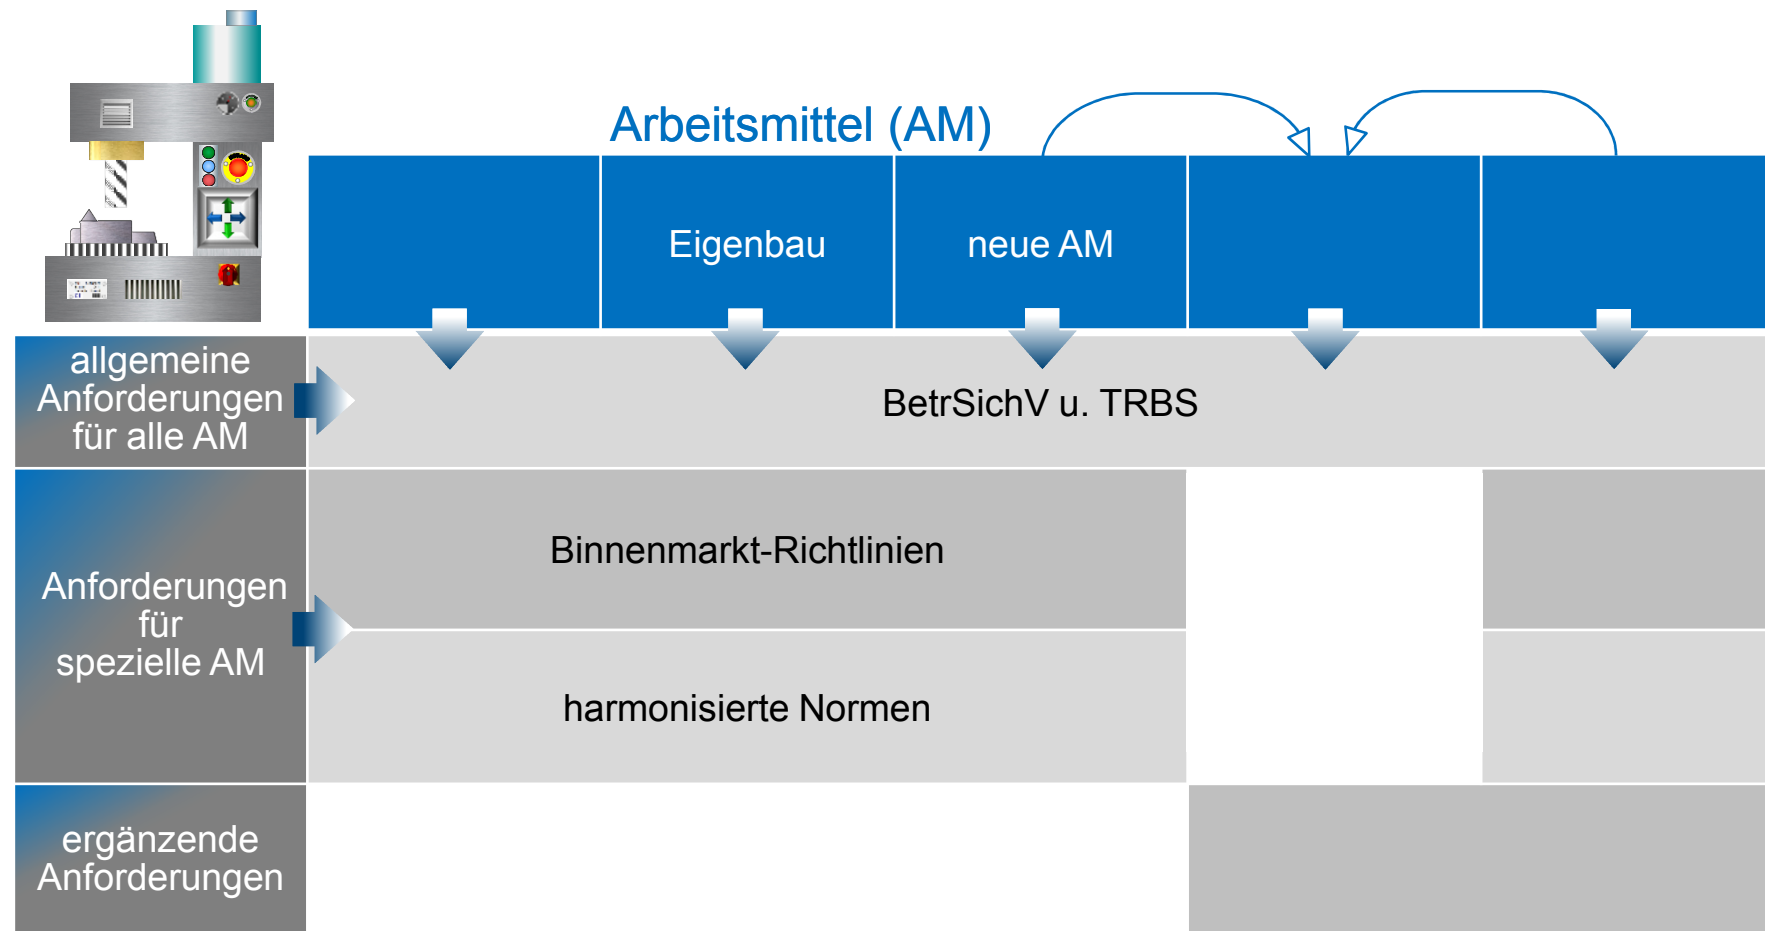 Arbeitsmittel (AM)
Eigenbau
neue AM
allgemeine
Anforderungen
für alle AM
BetrSichV u. TRBS
Anforderungen
für
spezielle AM
Binnenmarkt-Richtlinien
harmonisierte Normen
ergänzende
Anforderungen